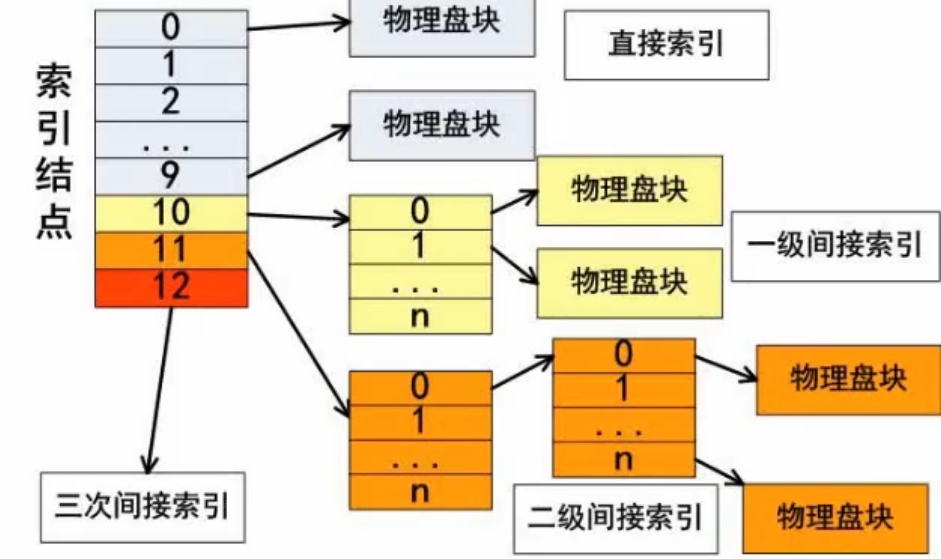 索引结点
0
1
2
...
9
10
11
12
物理盘块
直接索引
物理盘块
0
1
...
n
物理盘块
物理盘块
一级间接索引
0
1
...
n
0
1
...
n
物理盘块
物理盘块
二级间接索引
三次间接索引